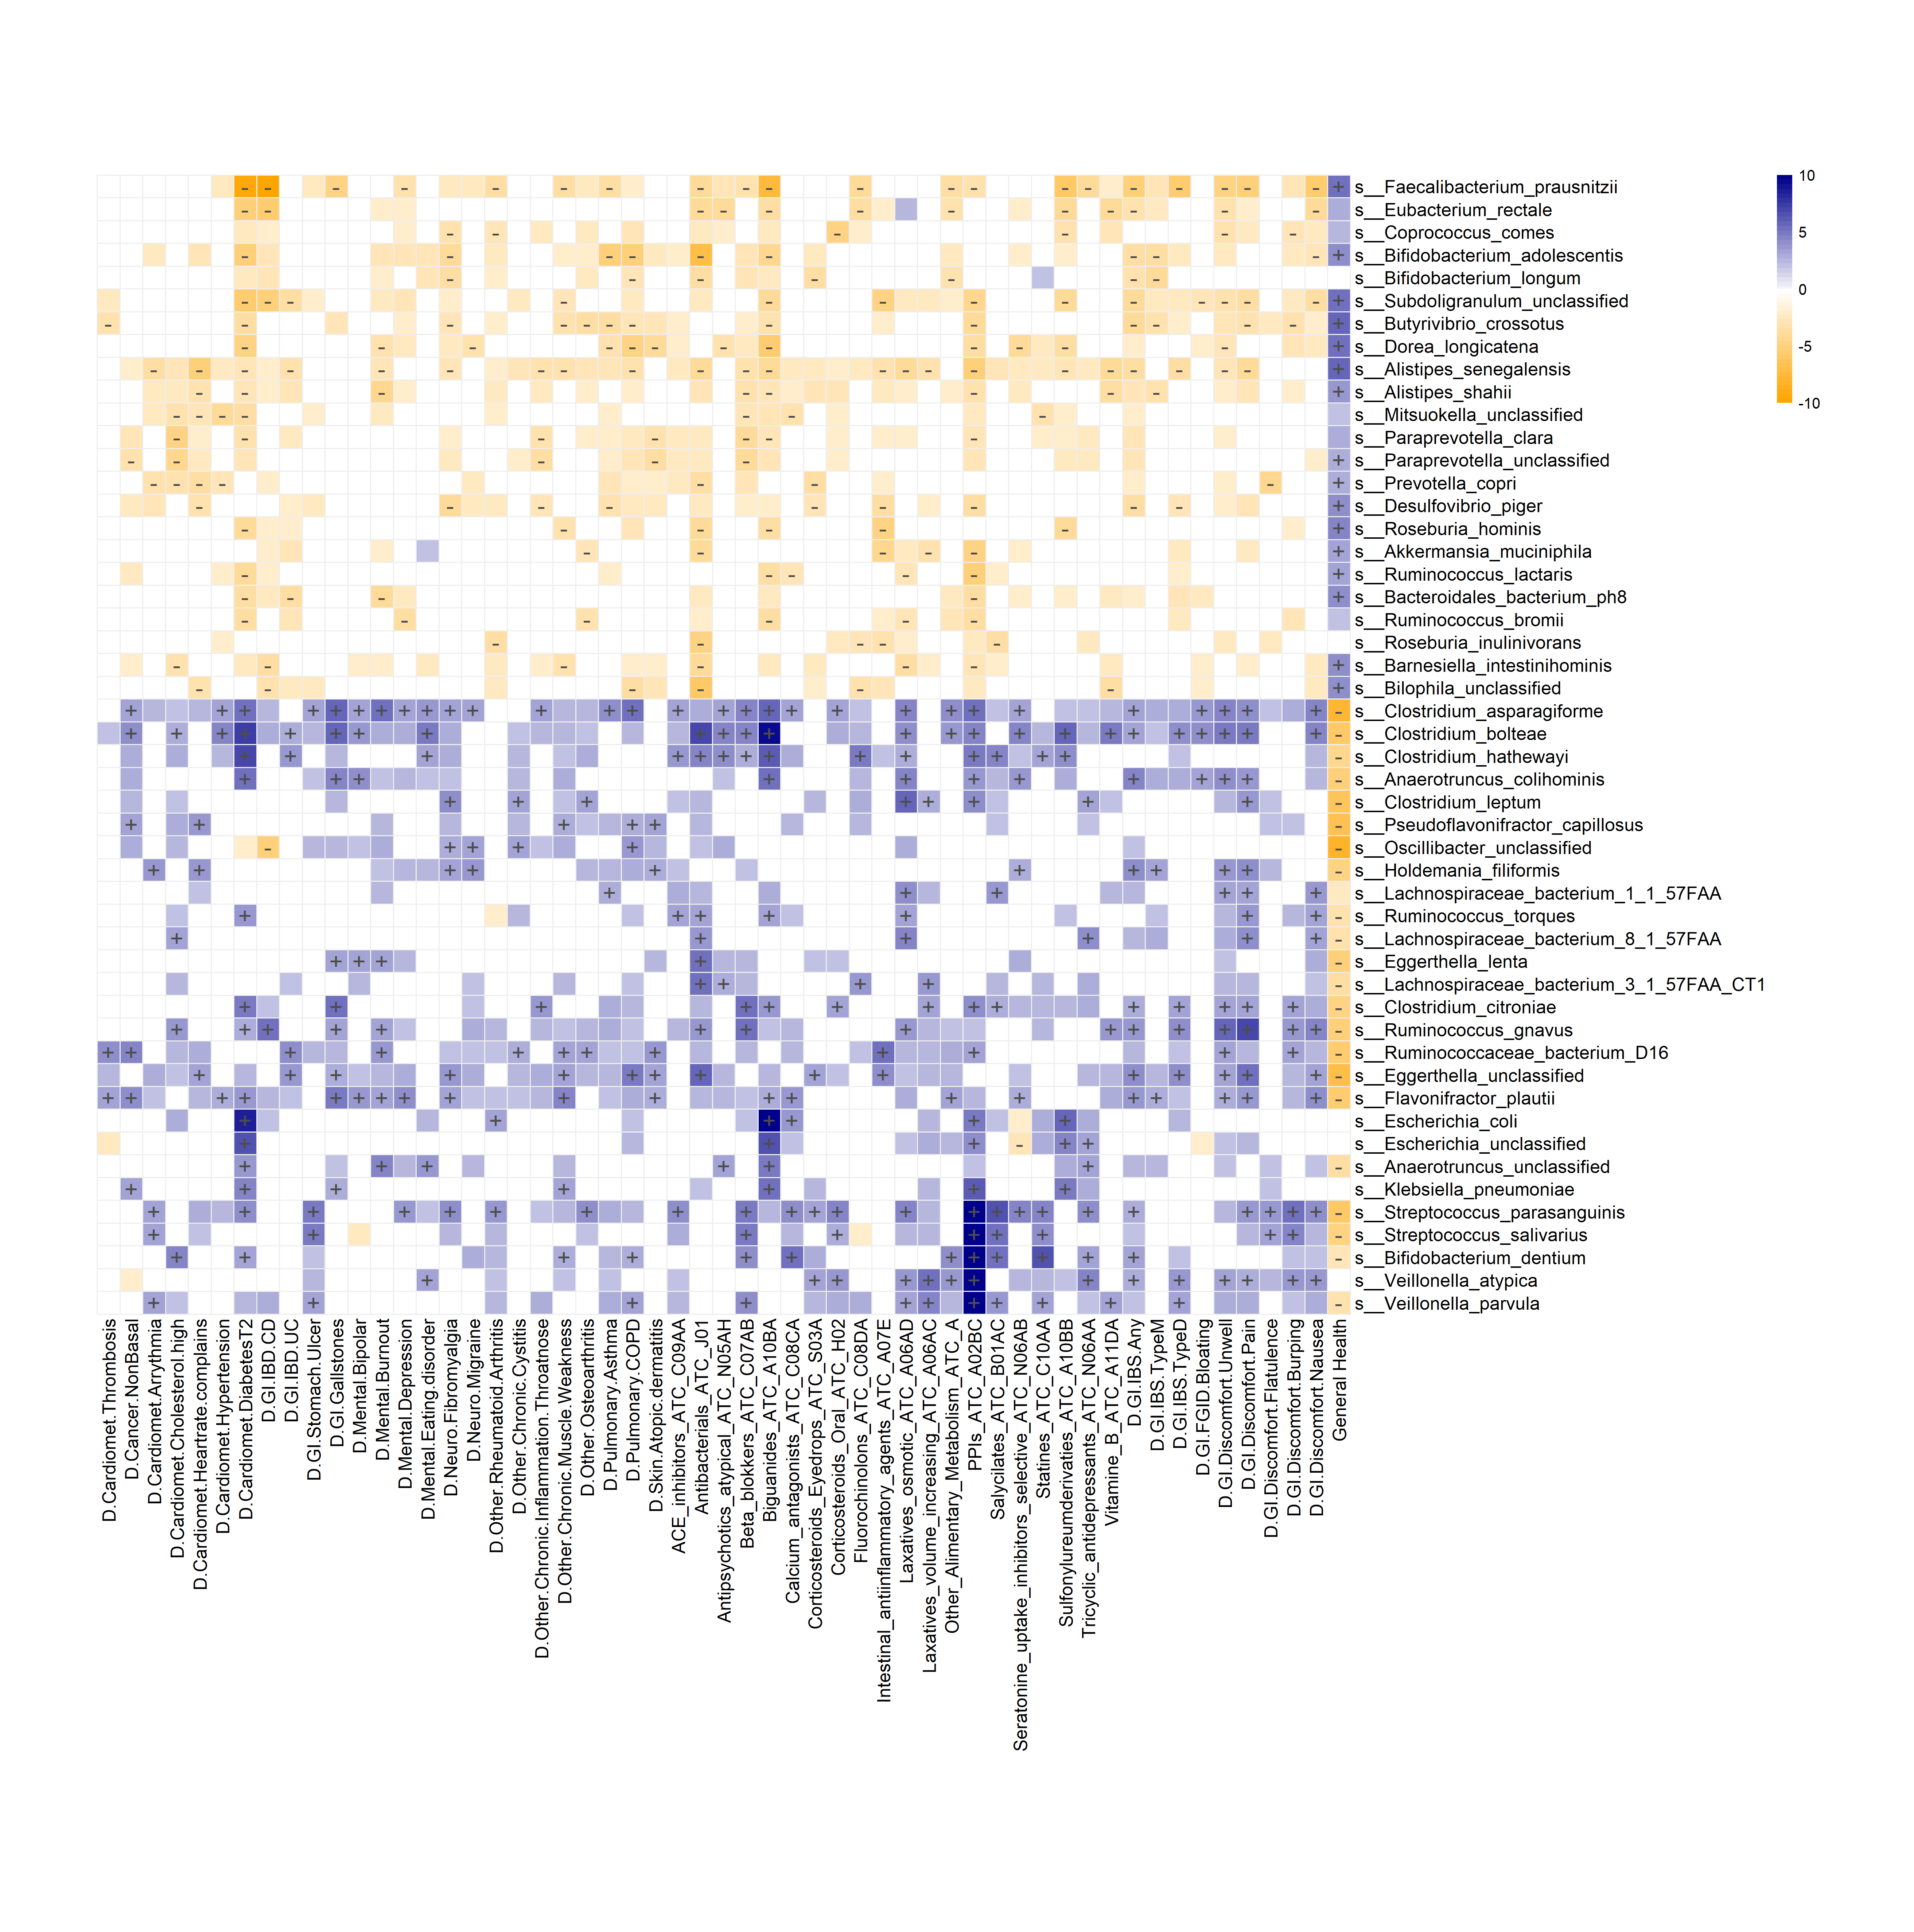 10
5
0
-5
-10
s__Faecalibacterium_prausnitzii
s__Eubacterium_rectale
s__Coprococcus_comes
s__Bifidobacterium_adolescentis
s__Bifidobacterium_longum
s__Subdoligranulum_unclassified
s__Butyrivibrio_crossotus
s__Dorea_longicatena
s__Alistipes_senegalensis
s__Alistipes_shahii
s__Mitsuokella_unclassified
s__Paraprevotella_clara
s__Paraprevotella_unclassified
s__Prevotella_copri
s__Desulfovibrio_piger
s__Roseburia_hominis
s__Akkermansia_muciniphila
s__Ruminococcus_lactaris
s__Bacteroidales_bacterium_ph8
s__Ruminococcus_bromii
s__Roseburia_inulinivorans
s__Barnesiella_intestinihominis
s__Bilophila_unclassified
s__Clostridium_asparagiforme
s__Clostridium_bolteae
s__Clostridium_hathewayi
s__Anaerotruncus_colihominis
s__Clostridium_leptum
s__Pseudoflavonifractor_capillosus
s__Oscillibacter_unclassified
s__Holdemania_filiformis
s__Lachnospiraceae_bacterium_1_1_57FAA
s__Ruminococcus_torques
s__Lachnospiraceae_bacterium_8_1_57FAA
s__Eggerthella_lenta
s__Lachnospiraceae_bacterium_3_1_57FAA_CT1
s__Clostridium_citroniae
s__Ruminococcus_gnavus
s__Ruminococcaceae_bacterium_D16
s__Eggerthella_unclassified
s__Flavonifractor_plautii
s__Escherichia_coli
s__Escherichia_unclassified
s__Anaerotruncus_unclassified
s__Klebsiella_pneumoniae
s__Streptococcus_parasanguinis
s__Streptococcus_salivarius
s__Bifidobacterium_dentium
s__Veillonella_atypica
s__Veillonella_parvula
D.Cardiomet.Thrombosis
D.Cancer.NonBasal
D.Cardiomet.Arrythmia
D.Cardiomet.Cholesterol.high
D.Cardiomet.Heartrate.complains
D.Cardiomet.Hypertension
D.Cardiomet.DiabetesT2
D.GI.IBD.CD
D.GI.IBD.UC
D.GI.Stomach.Ulcer
D.GI.Gallstones
D.Mental.Bipolar
D.Mental.Burnout
D.Mental.Depression
D.Mental.Eating.disorder
D.Neuro.Fibromyalgia
D.Neuro.Migraine
D.Other.Rheumatoid.Arthritis
D.Other.Chronic.Cystitis
D.Other.Chronic.Inflammation.Throatnose
D.Other.Chronic.Muscle.Weakness
D.Other.Osteoarthritis
D.Pulmonary.Asthma
D.Pulmonary.COPD
D.Skin.Atopic.dermatitis
ACE_inhibitors_ATC_C09AA
Antibacterials_ATC_J01
Antipsychotics_atypical_ATC_N05AH
Beta_blokkers_ATC_C07AB
Biguanides_ATC_A10BA
Calcium_antagonists_ATC_C08CA
Corticosteroids_Eyedrops_ATC_S03A
Corticosteroids_Oral_ATC_H02
Fluorochinolons_ATC_C08DA
Intestinal_antiinflammatory_agents_ATC_A07E
Laxatives_osmotic_ATC_A06AD
Laxatives_volume_increasing_ATC_A06AC
Other_Alimentary_Metabolism_ATC_A
PPIs_ATC_A02BC
Salycilates_ATC_B01AC
Seratonine_uptake_inhibitors_selective_ATC_N06AB
Statines_ATC_C10AA
Sulfonylureumderivaties_ATC_A10BB
Tricyclic_antidepressants_ATC_N06AA
Vitamine_B_ATC_A11DA
D.GI.IBS.Any
D.GI.IBS.TypeM
D.GI.IBS.TypeD
D.GI.FGID.Bloating
D.GI.Discomfort.Unwell
D.GI.Discomfort.Pain
D.GI.Discomfort.Flatulence
D.GI.Discomfort.Burping
D.GI.Discomfort.Nausea
General Health